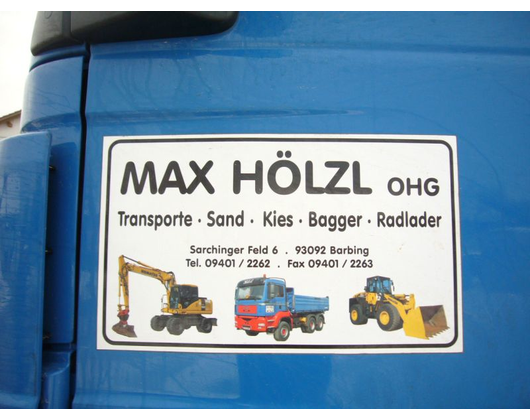 MAX HÖLZL OHG
Transporte · Sand · Kies · Bagger · Radlader
Sarchinger Feld 6 . 93092 Barbing
Tel. 09401 / 2262 . Fax 09401 / 2263